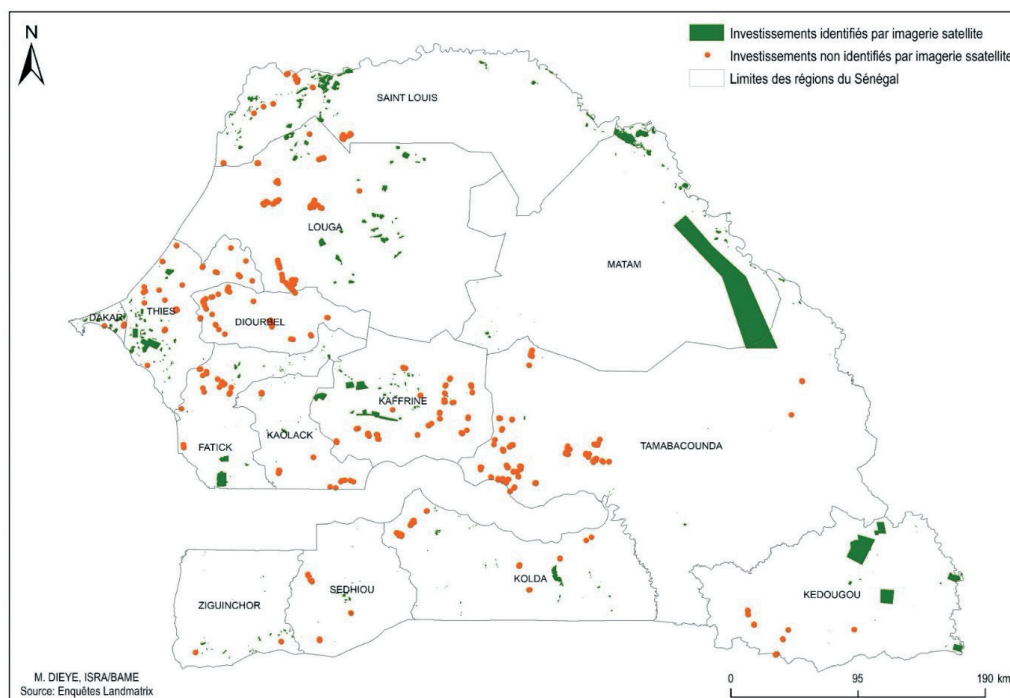 N
Investissements identifiés par imagerie satellite
Investissements non identifiés par imagerie ssatellite
Limites des régions du Sénégal
SAINT LOUIS
LOUGA
MATAM
DAKAR
THIES
DIOURBEL
KAFFRINE
FATICK
KAOLACK
TAMABACOUNDA
KOLDA
SEDHIOU
ZIGUINCHOR
KEDOUGOU
M. DIEYE, ISRA/BAME
Source: Enquêtes Landmatrix
0 95 190 km